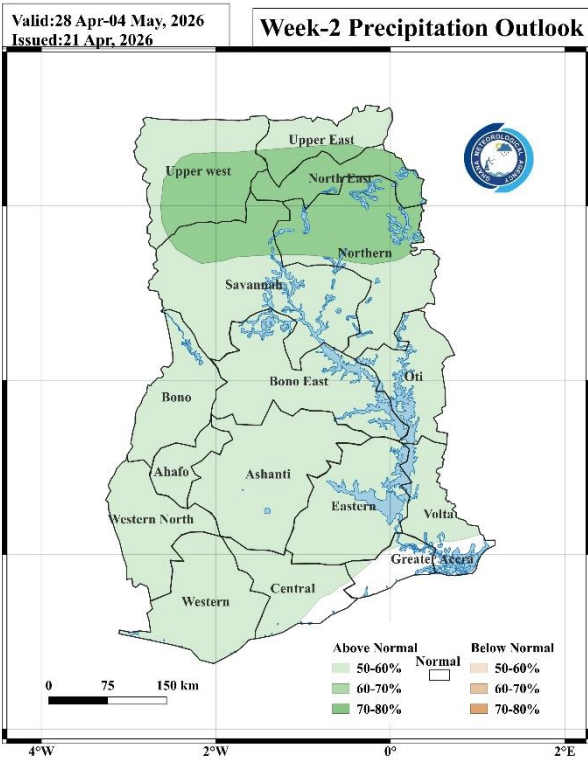 Valid:28 Apr-04 May, 2026
Issued:21 Apr, 2026
Week-2 Precipitation Outlook
GHANA METEOROLOGICAL AGENCY
Upper East
Upper west
North East
Northern
Savannah
Bono East
Oti
Bono
Ahafo
Ashanti
Eastern
Volta
Western North
Greater Accra
Central
Western
Above Normal
Normal
Below Normal
50-60%
50-60%
60-70%
60-70%
70-80%
70-80%
0 75 150 km
4°W 2°W 0° 2°E